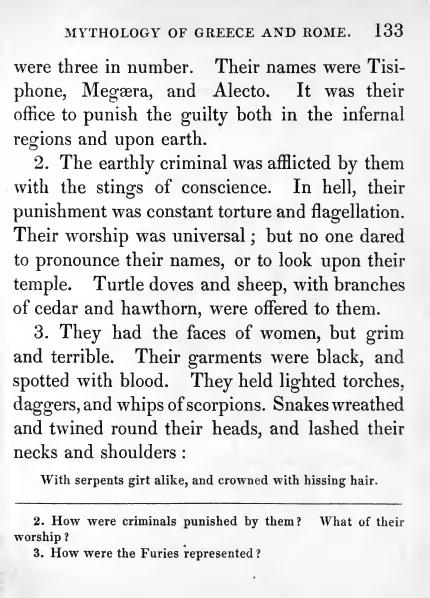 MYTHOLOGY OF GREECE AND ROME. 133
were three in number. Their names were Tisi-
phone, Megæra, and Alecto. It was their
office to punish the guilty both in the infernal
regions and upon earth.
2. The earthly criminal was afflicted by them
with the stings of conscience. In hell, their
punishment was constant torture and flagellation.
Their worship was universal ; but no one dared
to pronounce their names, or to look upon their
temple. Turtle doves and sheep, with branches
of cedar and hawthorn, were offered to them.
3. They had the faces of women, but grim
and terrible. Their garments were black, and
spotted with blood. They held lighted torches,
daggers, and whips of scorpions. Snakes wreathed
and twined round their heads, and lashed their
necks and shoulders :
With serpents girt alike, and crowned with hissing hair.
2. How were criminals punished by them ? What of their
worship ?
3. How were the Furies represented ?